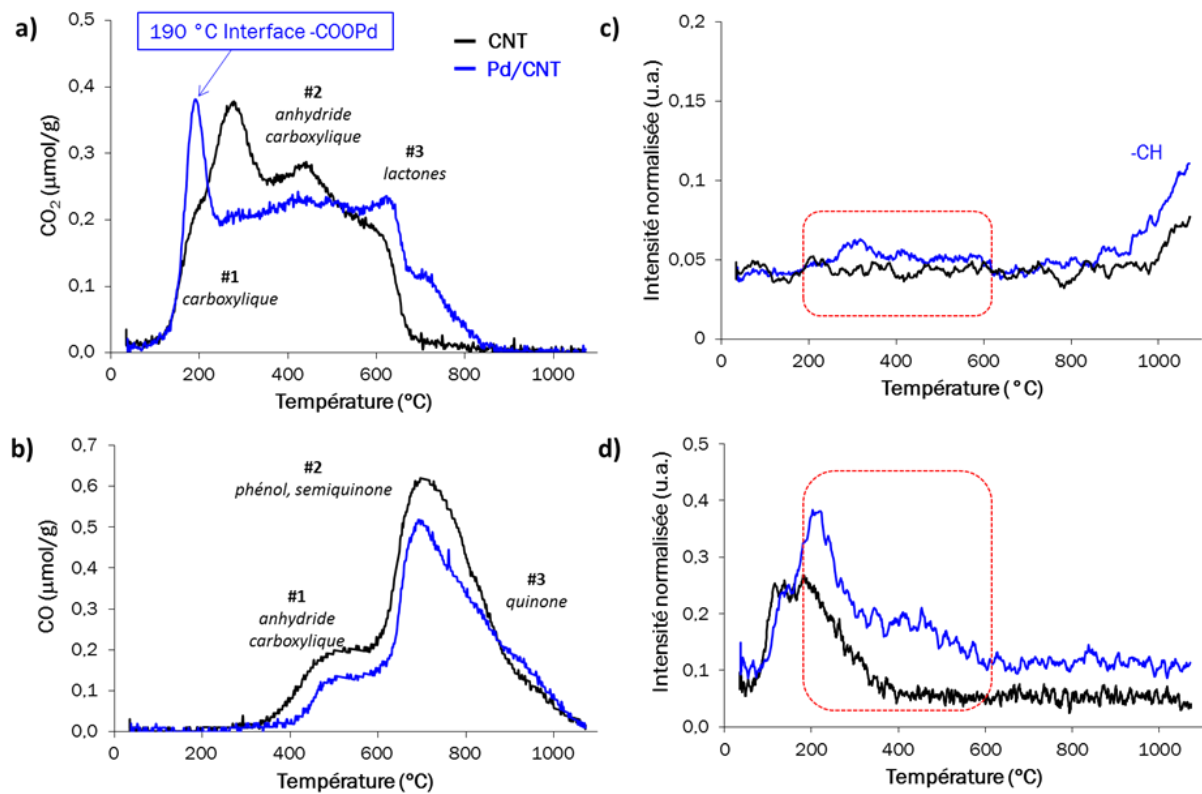 a)
190 °C Interface -COOPd
CNT
Pd/CNT
#2
anhydride
carboxylique
#3
lactones
#1
carboxylique
CO₂ (µmol/g)
0,5
0,4
0,3
0,2
0,1
0,0
0 200 400 600 800 1000
Température (°C)
c)
-CH
Intensité normalisée (u.a.)
0,2
0,15
0,1
0,05
0
0 200 400 600 800 1000
Température (°C)
b)
#2
phénol, semiquinone
#1
anhydride
carboxylique
#3
quinone
CO (µmol/g)
0,7
0,6
0,5
0,4
0,3
0,2
0,1
0,0
0 200 400 600 800 1000
Température (°C)
d)
Intensité normalisée (u.a.)
0,5
0,4
0,3
0,2
0,1
0
0 200 400 600 800 1000
Température (°C)